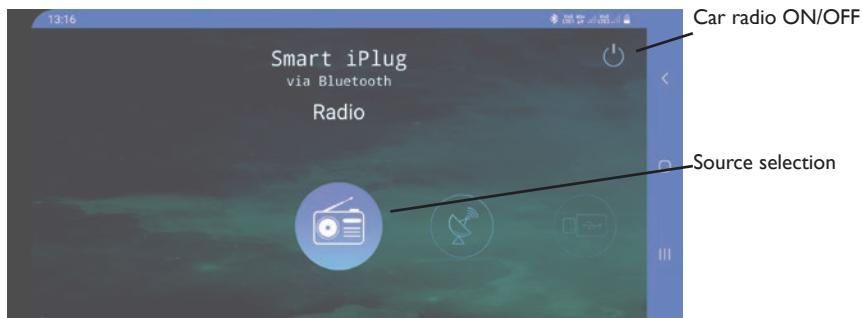 13:16
Car radio ON/OFF
Smart iPlug
via Bluetooth
Radio
Source selection